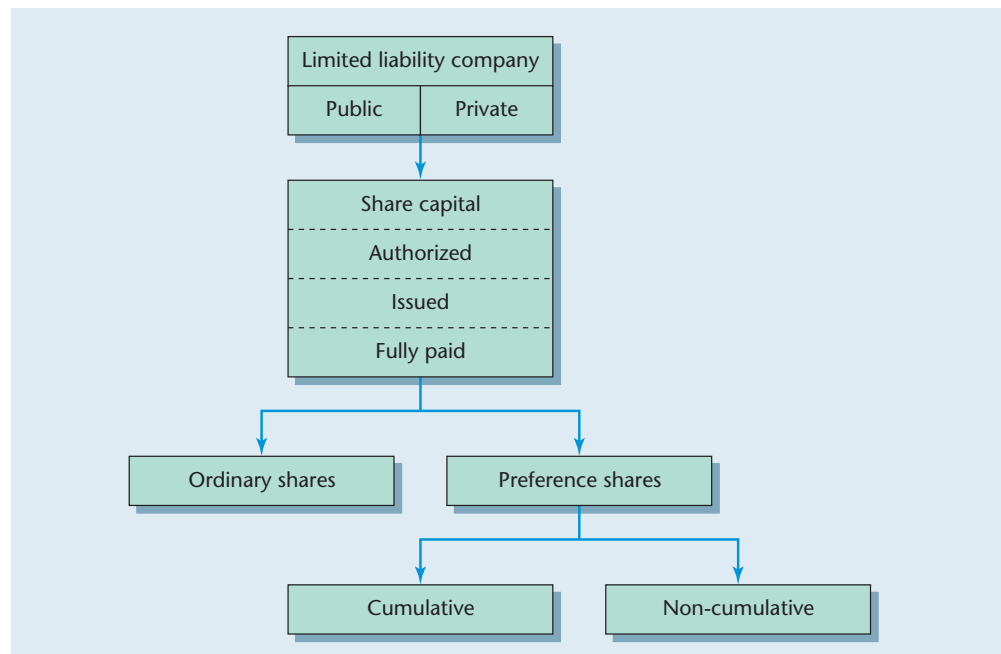 Limited liability company
Public Private
Share capital
Authorized
Issued
Fully paid
Ordinary shares Preference shares
Cumulative Non-cumulative